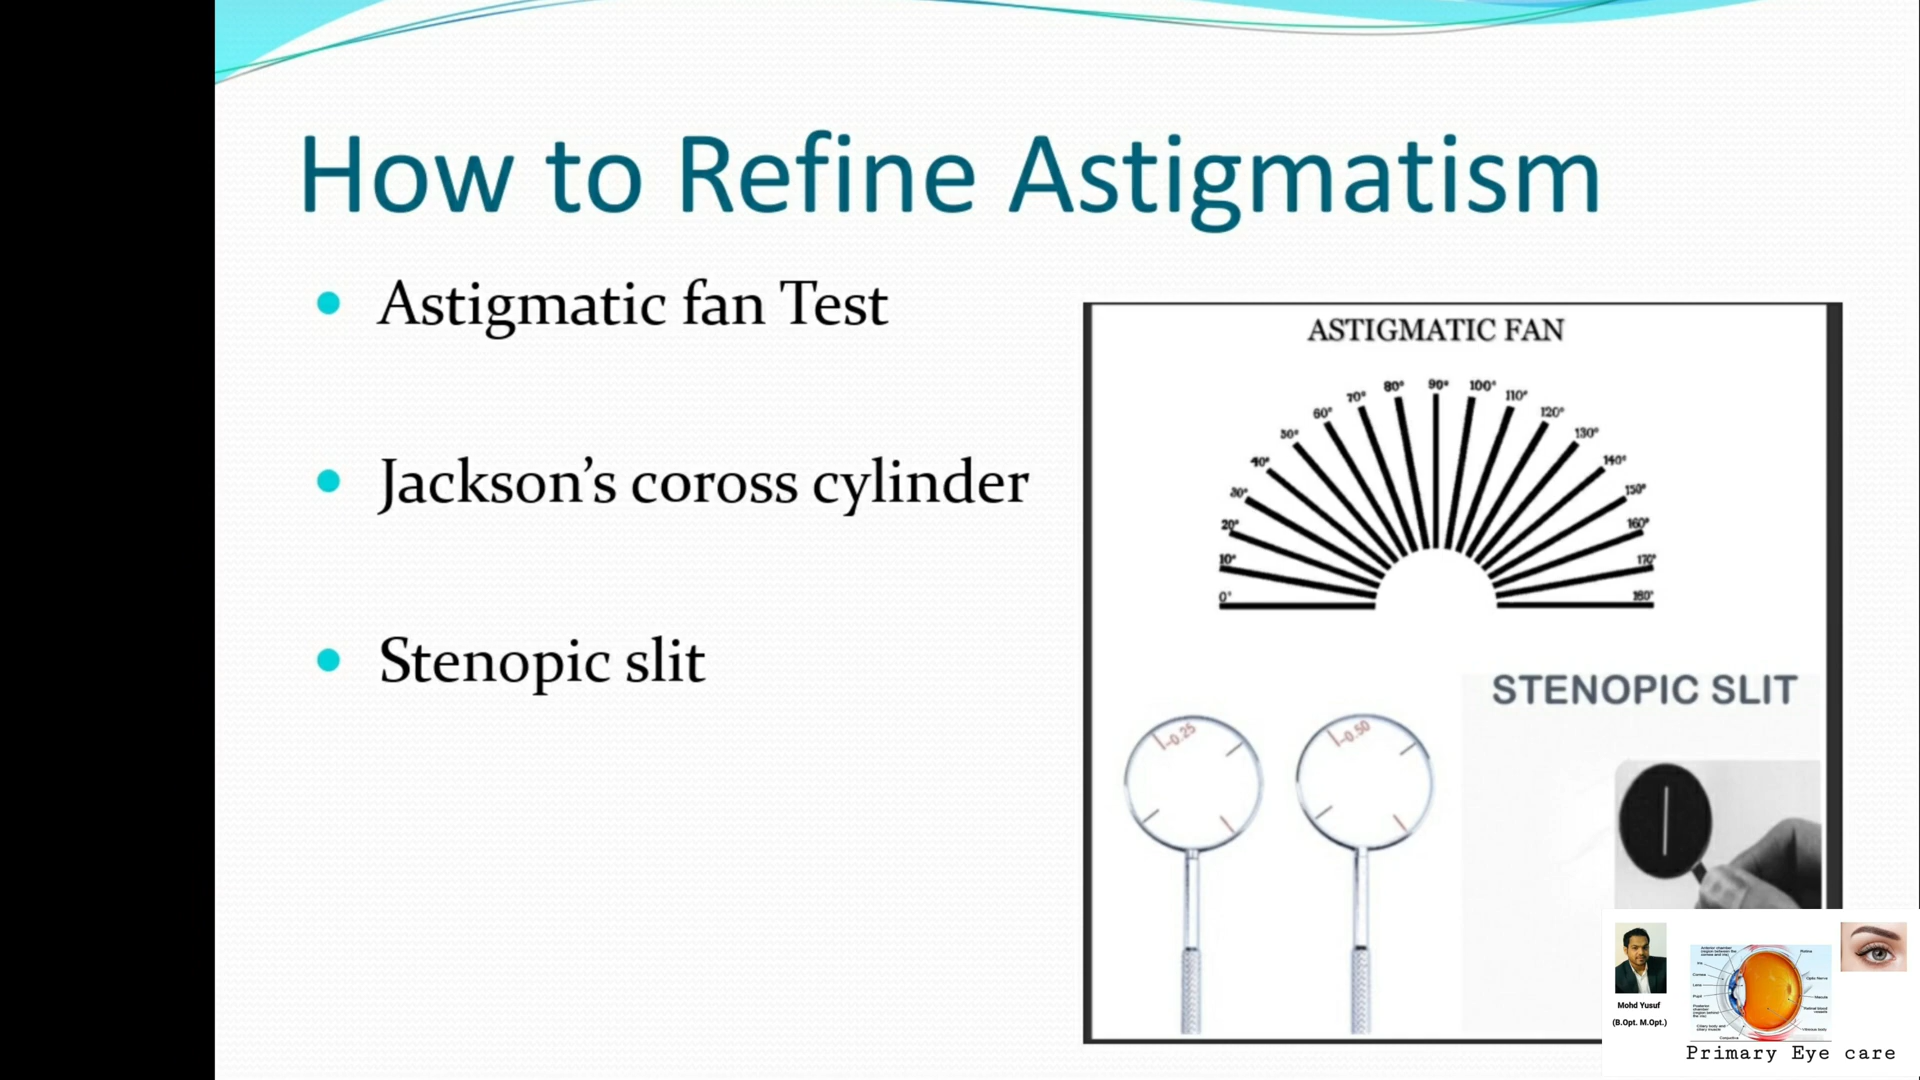 How to Refine Astigmatism
Astigmatic fan Test
Jackson’s coross cylinder
Stenopic slit
ASTIGMATIC FAN
0°
10°
20°
30°
40°
50°
60°
70°
80°
90°
100°
110°
120°
130°
140°
150°
160°
170°
180°
-0.25
-0.50
STENOPIC SLIT
Mohd Yusuf
(B.Opt. M.Opt.)
Primary Eye care